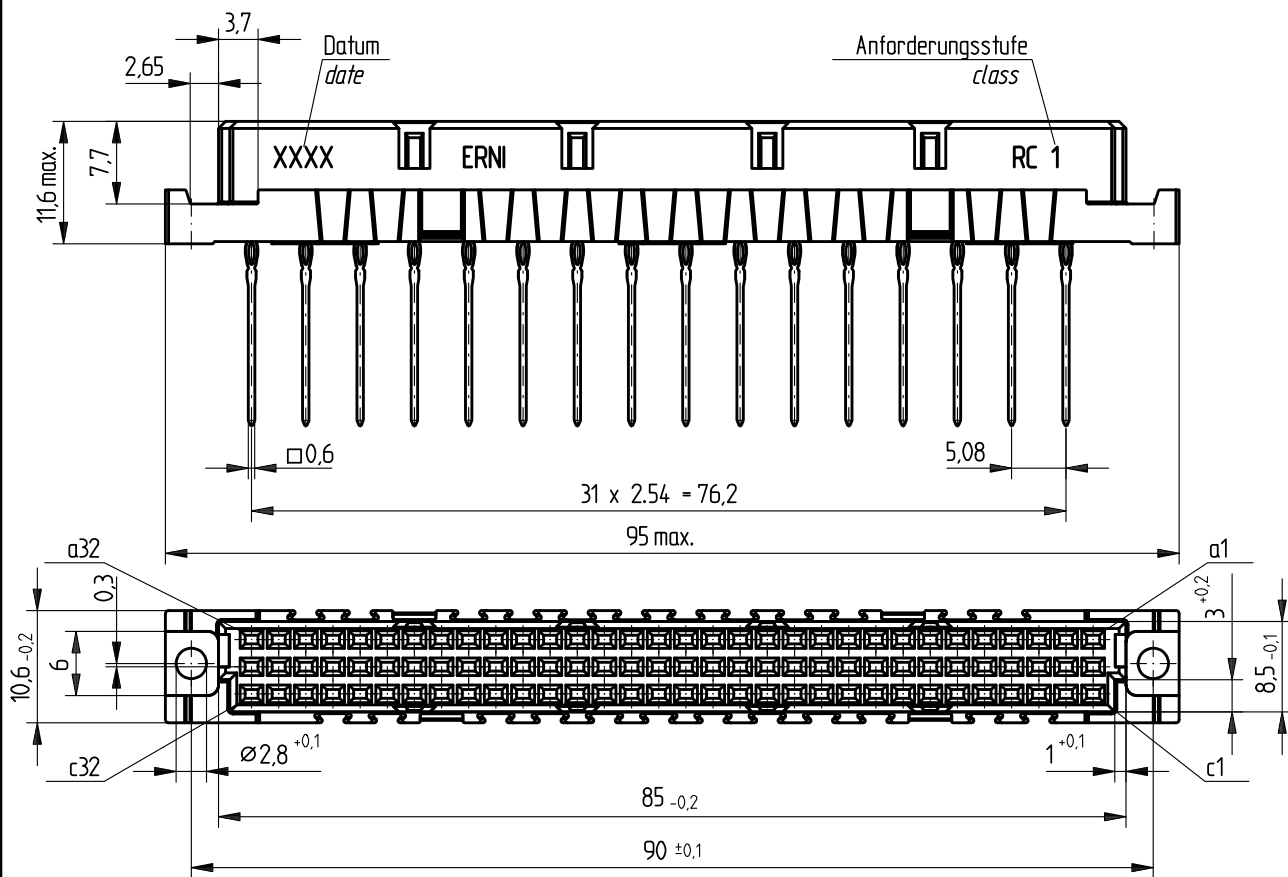 3,7
Datum
date
Anforderungsstufe
class
2,65
11,6 max.
7,7
XXXX
ERNI
RC 1
□0,6
5,08
31 x 2.54 = 76,2
95 max.
a32
a1
0,3
3 +0,2
10,6 -0,2
6
8,5 -0,1
Ø2,8 +0,1
1 +0,1
c32
c1
85 -0,2
90 ±0,1